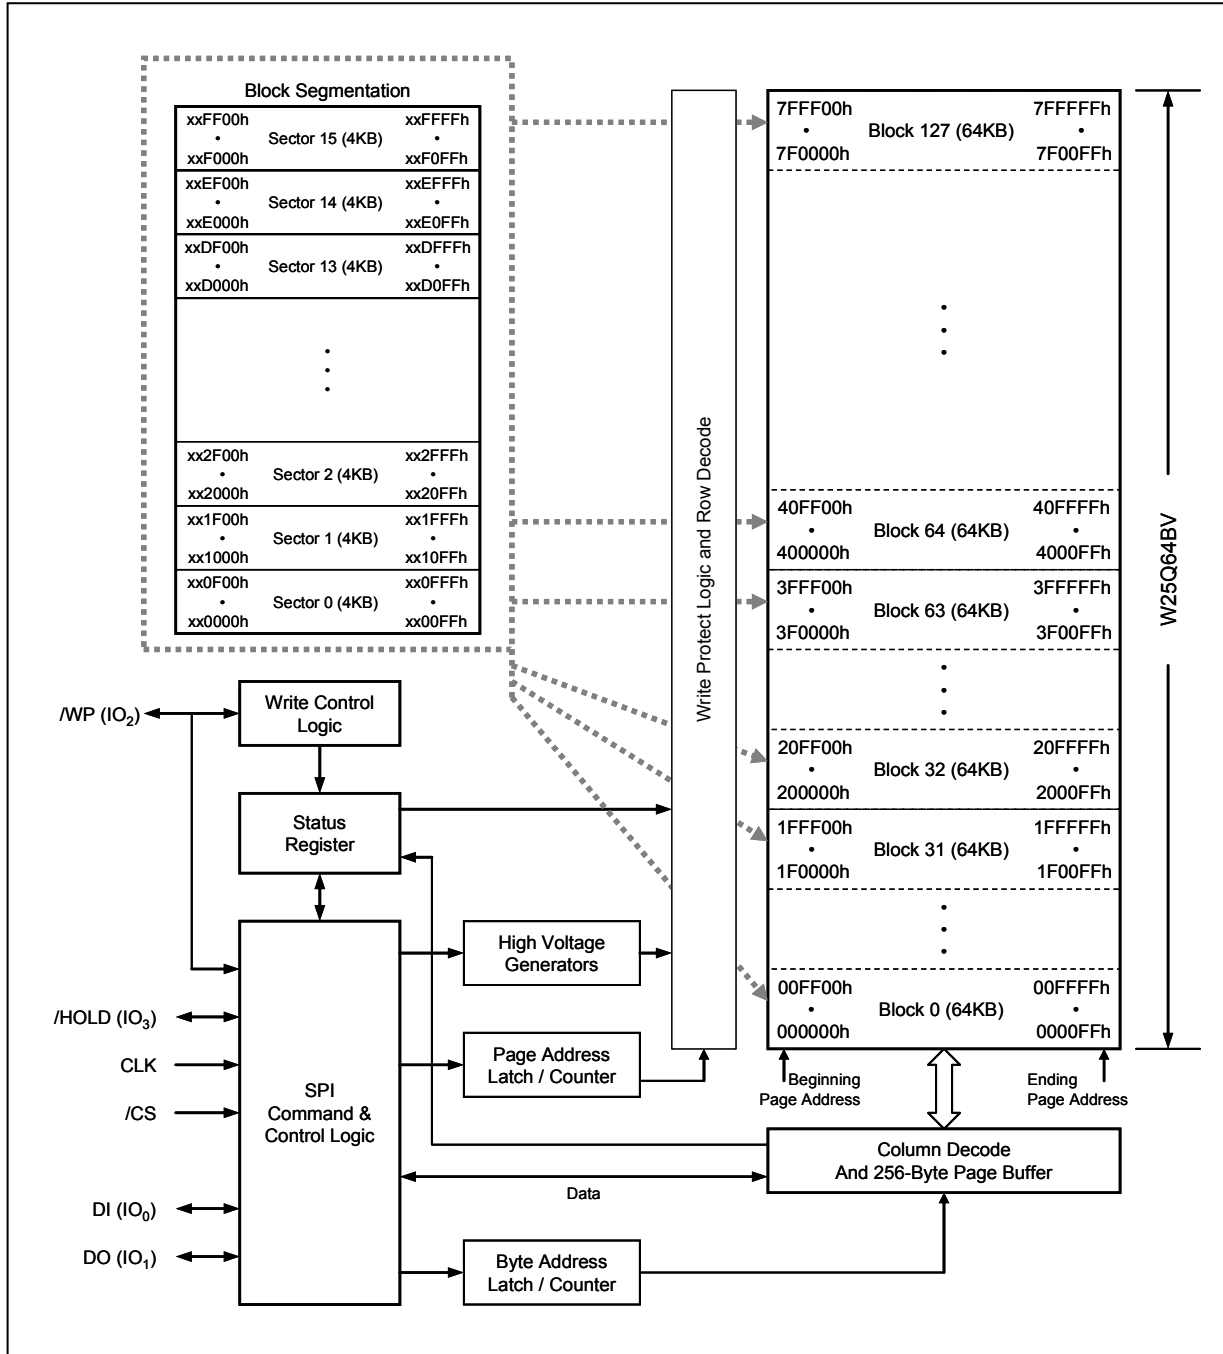 Block Segmentation
xxFF00h xxFFFFh
• Sector 15 (4KB) •
xxF000h xxF0FFh
xxEF00h xxEFFFh
• Sector 14 (4KB) •
xxE000h xxE0FFh
xxDF00h xxDFFFh
• Sector 13 (4KB) •
xxD000h xxD0FFh
xx2F00h xx2FFFh
• Sector 2 (4KB) •
xx2000h xx20FFh
xx1F00h xx1FFFh
• Sector 1 (4KB) •
xx1000h xx10FFh
xx0F00h xx0FFFh
• Sector 0 (4KB) •
xx0000h xx00FFh
Write Protect Logic and Row Decode
7FFF00h 7FFFFFh
• Block 127 (64KB) •
7F0000h 7F00FFh
40FF00h 40FFFFh
• Block 64 (64KB) •
400000h 4000FFh
3FFF00h 3FFFFFh
• Block 63 (64KB) •
3F0000h 3F00FFh
20FF00h 20FFFFh
• Block 32 (64KB) •
200000h 2000FFh
1FFF00h 1FFFFFh
• Block 31 (64KB) •
1F0000h 1F00FFh
00FF00h 00FFFFh
• Block 0 (64KB) •
000000h 0000FFh
W25Q64BV
Beginning
Page Address
Ending
Page Address
/WP (IO2)
Write Control
Logic
Status
Register
/HOLD (IO3)
CLK
/CS
DI (IO0)
DO (IO1)
SPI
Command &
Control Logic
High Voltage
Generators
Page Address
Latch / Counter
Column Decode
And 256-Byte Page Buffer
Data
Byte Address
Latch / Counter